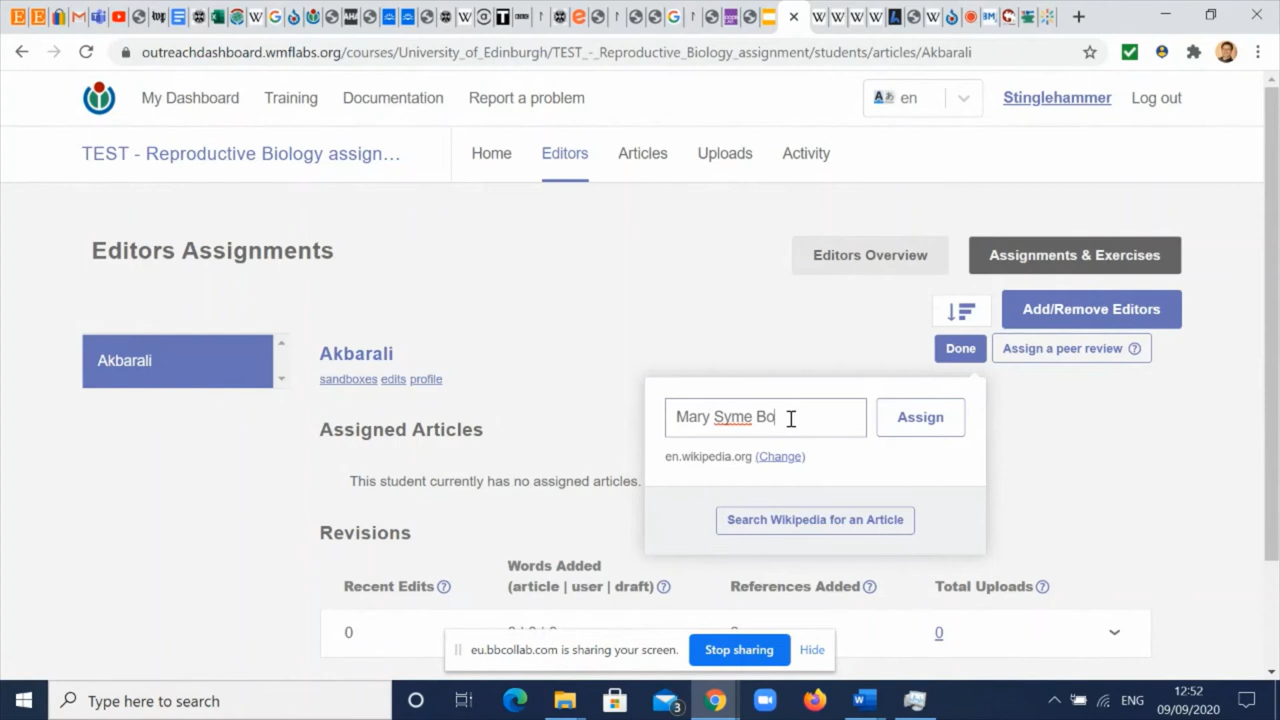 outreachdashboard.wmflabs.org/courses/University_of_Edinburgh/TEST_-_Reproductive_Biology_assignment/students/articles/Akbarali
My Dashboard Training Documentation Report a problem en Stinglehammer Log out
TEST - Reproductive Biology assign... Home Editors Articles Uploads Activity
Editors Assignments Editors Overview Assignments & Exercises
Add/Remove Editors
Akbarali Akbarali Done Assign a peer review ?
sandboxes edits profile
Mary Syme Bo Assign
Assigned Articles
en.wikipedia.org (Change)
This student currently has no assigned articles.
Search Wikipedia for an Article
Revisions
Recent Edits ? Words Added (article | user | draft) ? References Added ? Total Uploads ?
0 0
eu.bbcollab.com is sharing your screen. Stop sharing Hide
Type here to search 3 ENG 12:52
09/09/2020